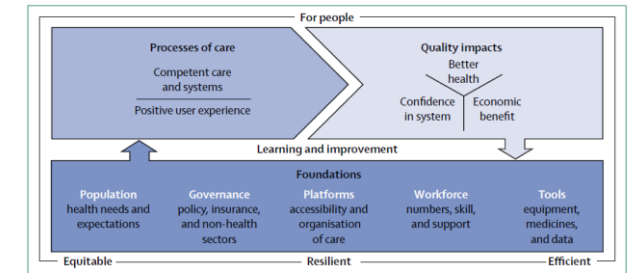 For people
Processes of care
Competent care
and systems
Positive user experience
Quality impacts
Better
health
Confidence
in system
Economic
benefit
Learning and improvement
Foundations
Population
health needs and
expectations
Governance
policy, insurance,
and non-health
sectors
Platforms
accessibility and
organisation
of care
Workforce
numbers, skill,
and support
Tools
equipment,
medicines,
and data
Equitable
Resilient
Efficient